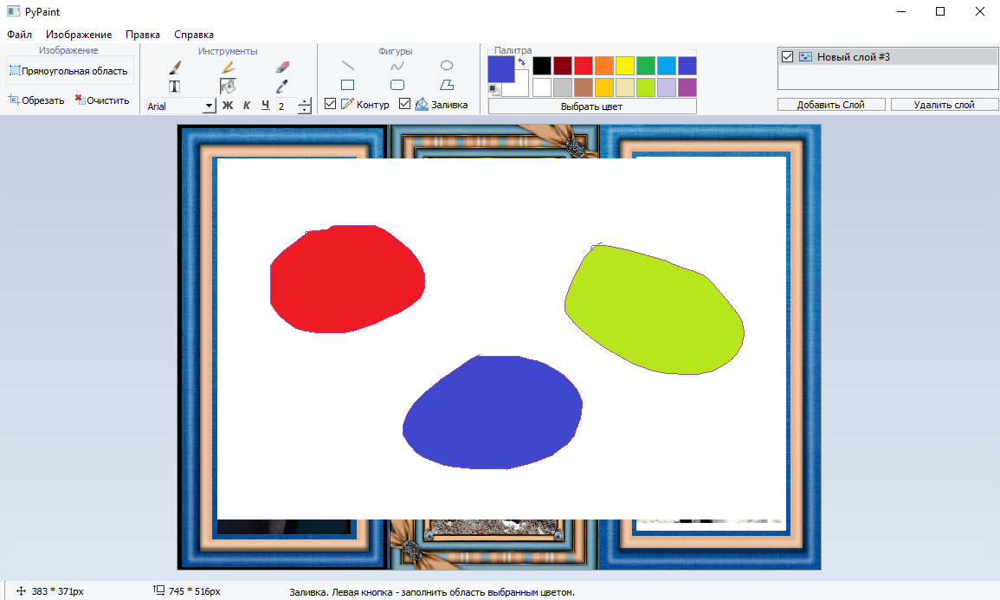 PyPaint
Файл Изображение Правка Справка
Изображение
Прямоугольная область
Обрезать Очистить
Инструменты
T
Arial Ж К Ч 2
Фигуры
Контур Заливка
Палитра
Выбрать цвет
Новый слой #3
Добавить Слой Удалить слой
383 * 371px 745 * 516px Заливка. Левая кнопка - заполнить область выбранным цветом.